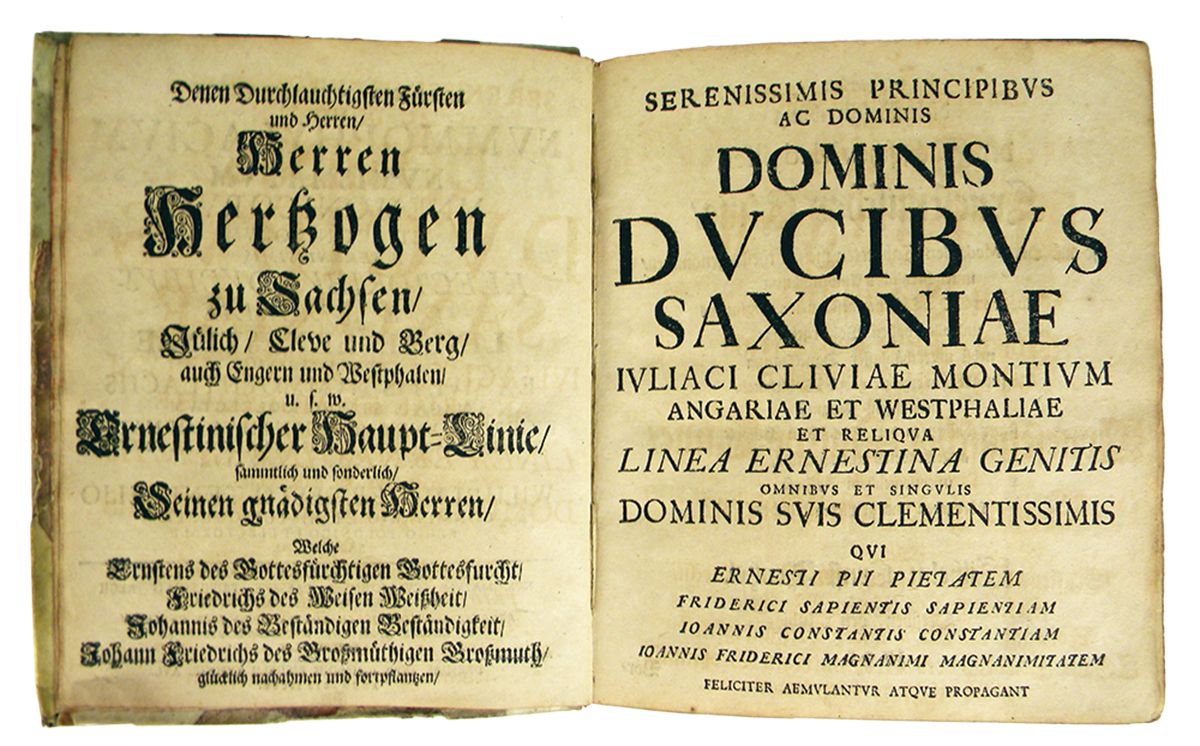 Denen Durchlauchtigsten Fürsten
und Herren/
Herren
Hertzogen
zu Sachsen/
Jülich/ Cleve und Berg/
auch Engern und Westphalen/
u. s. w.
Ernestinischer Haupt-Linie/
sämmtlich und sonderlich/
Seinen gnädigsten Herren/
Welche
Ernstens des Gottesfürchtigen Gottesfurcht/
Friedrichs des Weisen Weißheit/
Johannis des Beständigen Beständigkeit/
Johann Friedrichs des Großmüthigen Großmuth/
glücklich nachahmen und fortpflantzen/
SERENISSIMIS PRINCIPIBVS
AC DOMINIS
DOMINIS
DVCIBVS
SAXONIAE
IVLIACI CLIVIAE MONTIVM
ANGARIAE ET WESTPHALIAE
ET RELIQVA
LINEA ERNESTINA GENITIS
OMNIBVS ET SINGVLIS
DOMINIS SVIS CLEMENTISSIMIS
QVI
ERNESTI PII PIETATEM
FRIDERICI SAPIENTIS SAPIENTIAM
IOANNIS CONSTANTIS CONSTANTIAM
IOANNIS FRIDERICI MAGNANIMI MAGNANIMITATEM
FELICITER AEMVLANTVR ATQVE PROPAGANT